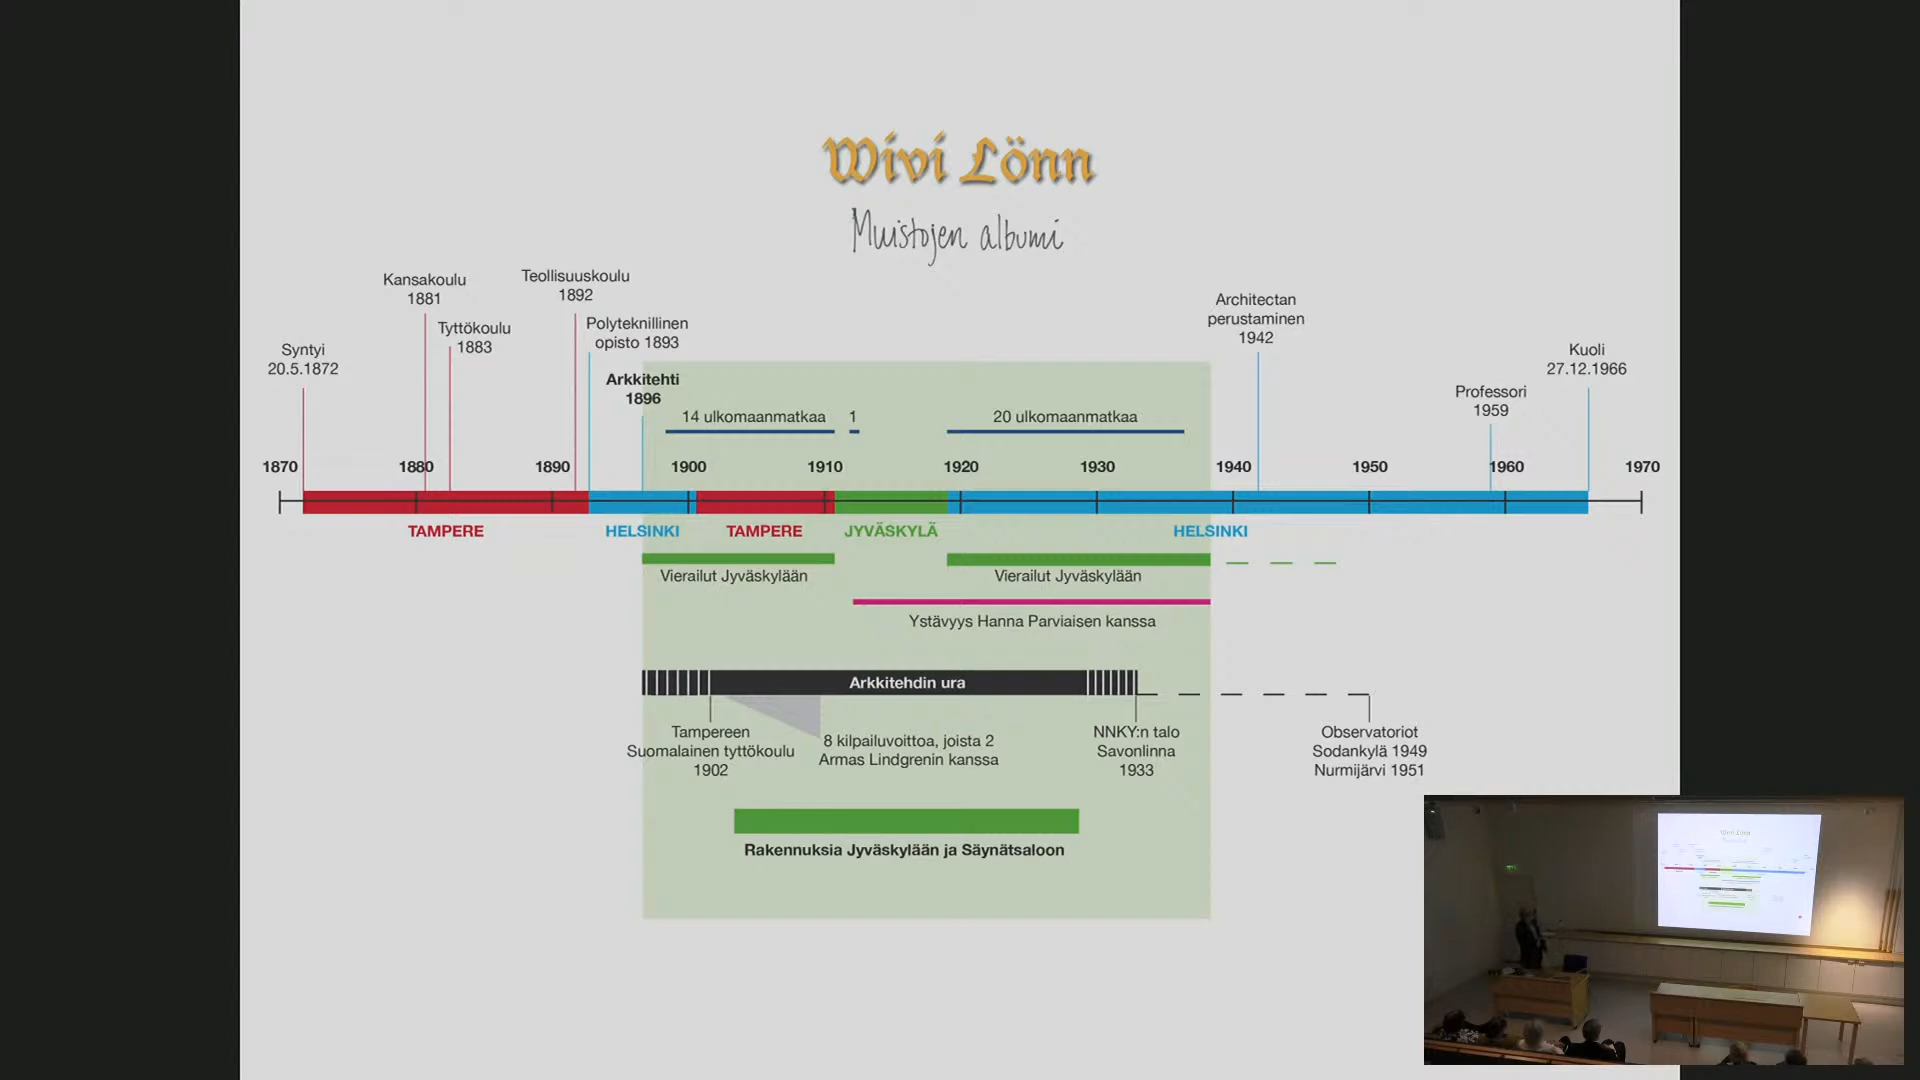 Wivi Lönn
Muistojen albumi
Kansakoulu
1881
Teollisuuskoulu
1892
Tyttökoulu
1883
Polyteknillinen
opisto 1893
Syntyi
20.5.1872
Arkkitehti
1896
Architectan
perustaminen
1942
Professori
1959
Kuoli
27.12.1966
14 ulkomaanmatkaa
1
20 ulkomaanmatkaa
1870 1880 1890 1900 1910 1920 1930 1940 1950 1960 1970
TAMPERE HELSINKI TAMPERE JYVÄSKYLÄ HELSINKI
Vierailut Jyväskylään
Vierailut Jyväskylään
Ystävyys Hanna Parviaisen kanssa
Arkkitehdin ura
Tampereen
Suomalainen tyttökoulu
1902
8 kilpailuvoittoa, joista 2
Armas Lindgrenin kanssa
NNKY:n talo
Savonlinna
1933
Observatoriot
Sodankylä 1949
Nurmijärvi 1951
Rakennuksia Jyväskylään ja Säynätsaloon
Wivi Lönn